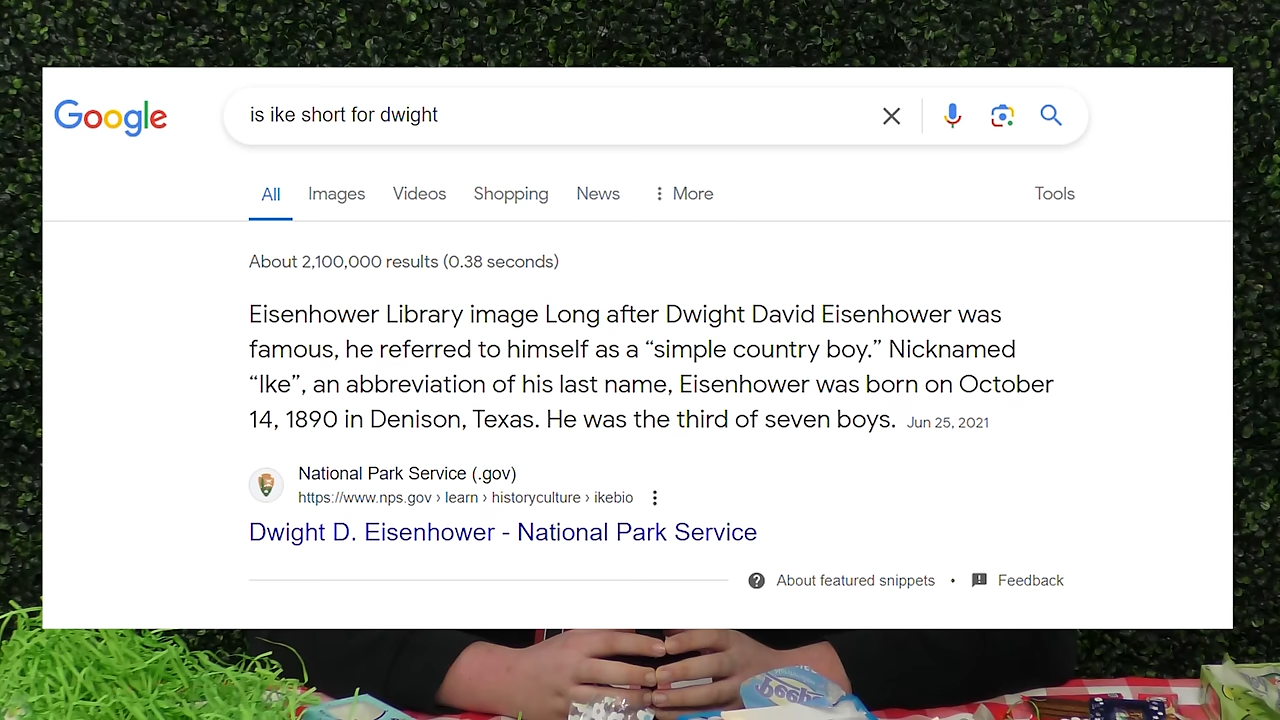 Google
is ike short for dwight
All Images Videos Shopping News More Tools
About 2,100,000 results (0.38 seconds)
Eisenhower Library image Long after Dwight David Eisenhower was
famous, he referred to himself as a “simple country boy.” Nicknamed
“Ike”, an abbreviation of his last name, Eisenhower was born on October
14, 1890 in Denison, Texas. He was the third of seven boys. Jun 25, 2021
National Park Service (.gov)
https://www.nps.gov › learn › historyculture › ikebio
Dwight D. Eisenhower - National Park Service
About featured snippets • Feedback
Peeps